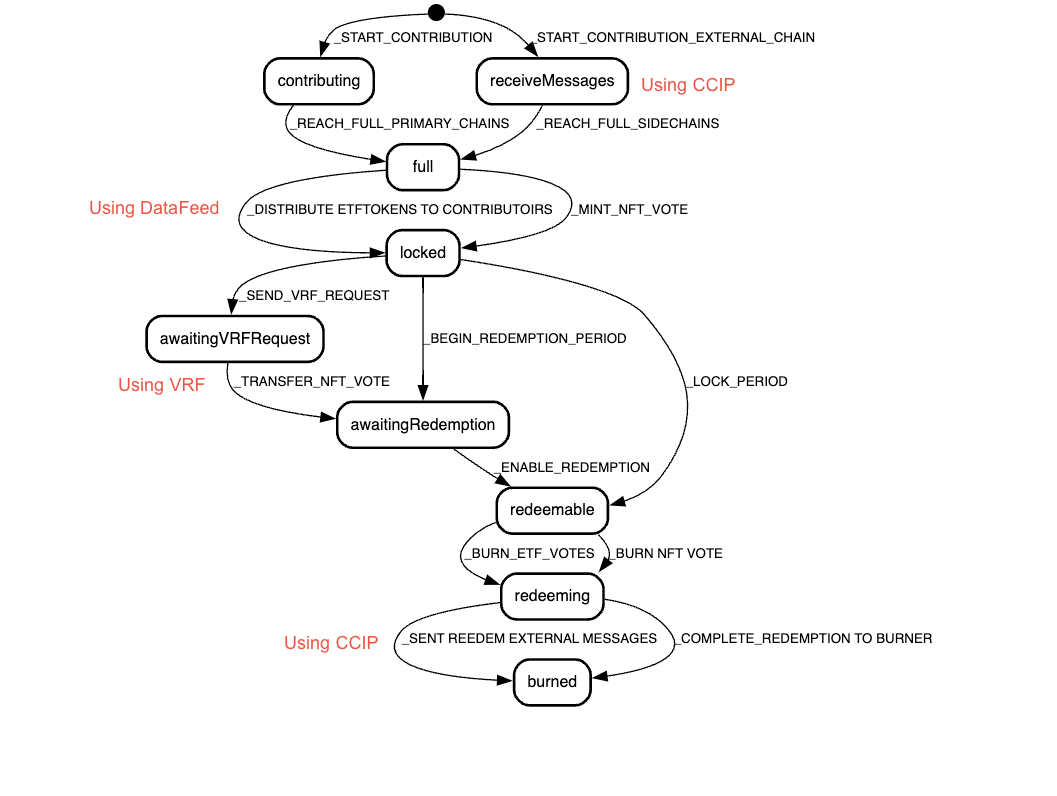 _START_CONTRIBUTION
_START_CONTRIBUTION_EXTERNAL_CHAIN
contributing
receiveMessages
Using CCIP
_REACH_FULL_PRIMARY_CHAINS
_REACH_FULL_SIDECHAINS
full
Using DataFeed
_DISTRIBUTE ETFTOKENS TO CONTRIBUTOIRS
_MINT_NFT_VOTE
locked
_SEND_VRF_REQUEST
awaitingVRFRequest
_BEGIN_REDEMPTION_PERIOD
Using VRF
_TRANSFER_NFT_VOTE
_LOCK_PERIOD
awaitingRedemption
_ENABLE_REDEMPTION
redeemable
_BURN_ETF_VOTES
_BURN NFT VOTE
redeeming
Using CCIP
_SENT REEDEM EXTERNAL MESSAGES
_COMPLETE_REDEMPTION TO BURNER
burned